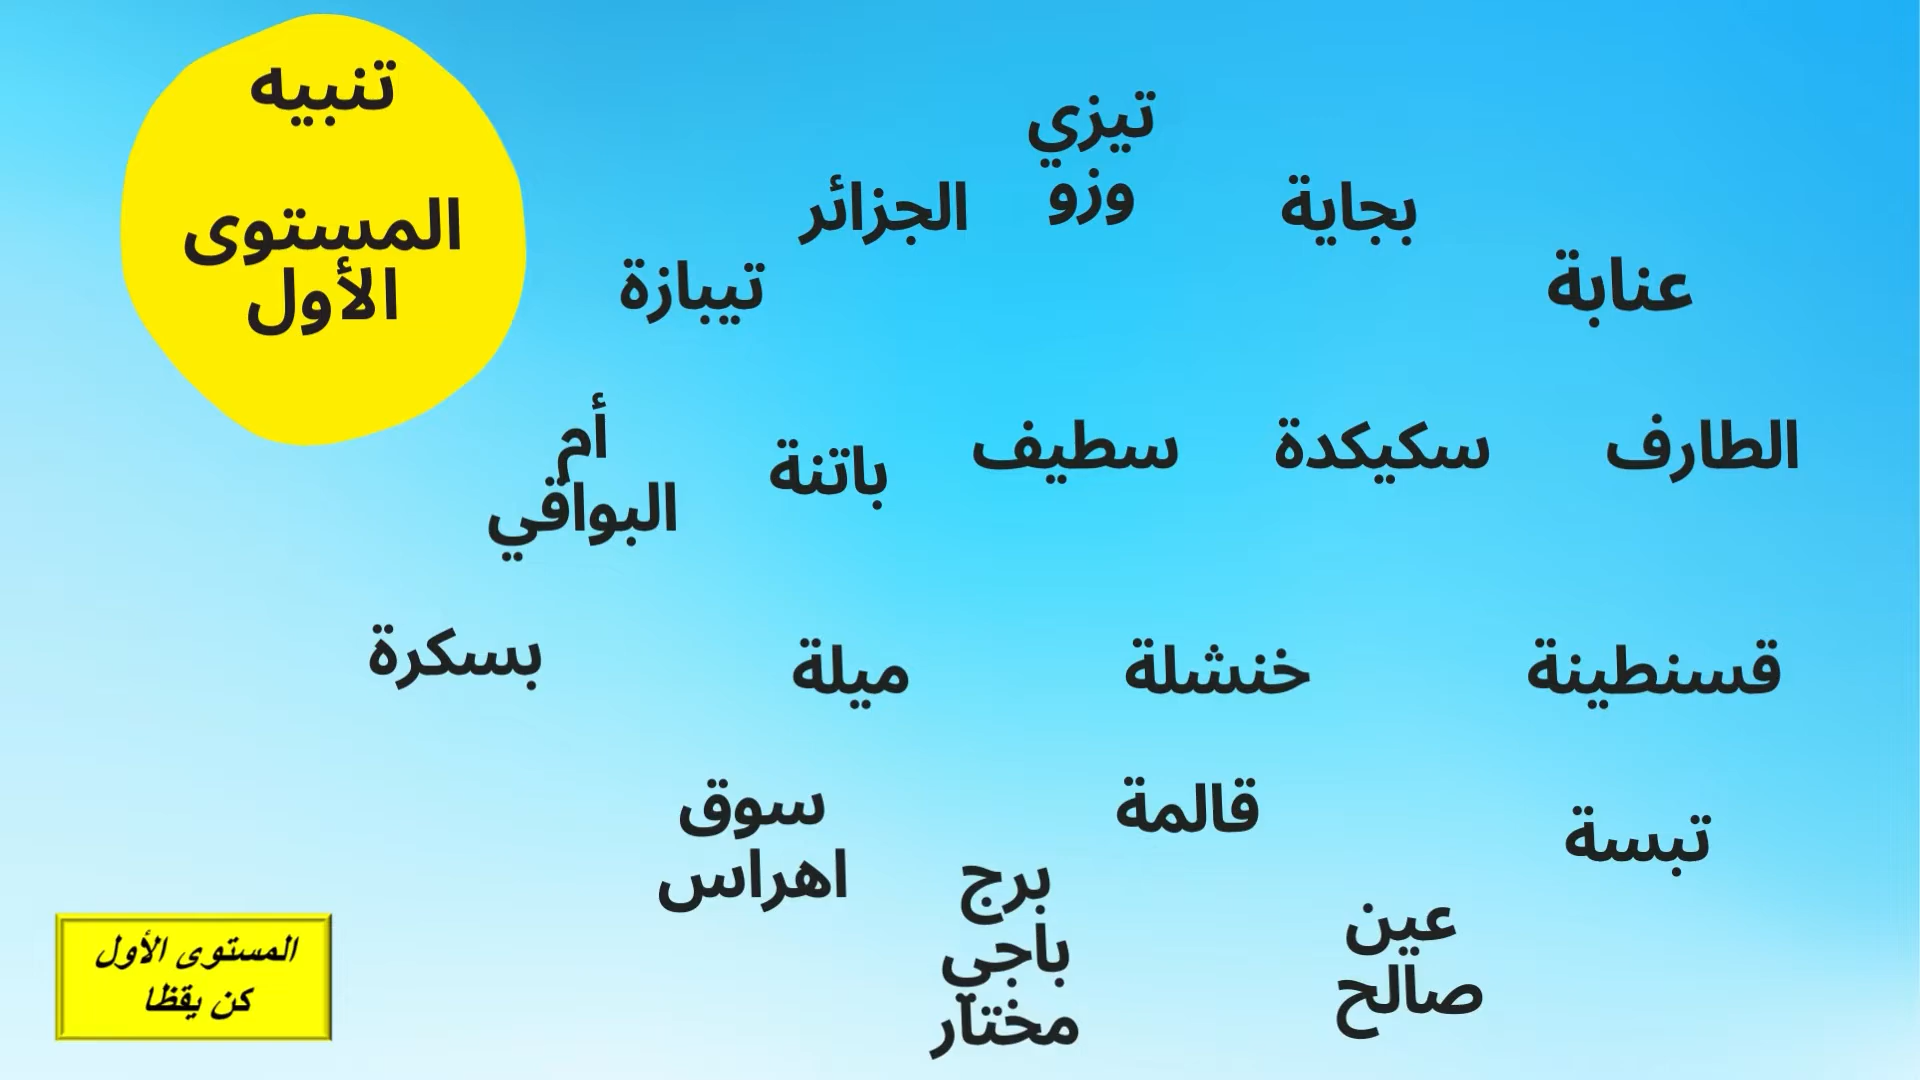 تنبيه
المستوى
الأول
تيزي
وزو
بجاية
الجزائر
عنابة
تيبازة
الطارف
سكيكدة
سطيف
باتنة
أم
البواقي
قسنطينة
خنشلة
ميلة
بسكرة
تبسة
قالمة
سوق
اهراس
برج
باجي
مختار
عين
صالح
المستوى الأول
كن يقظا